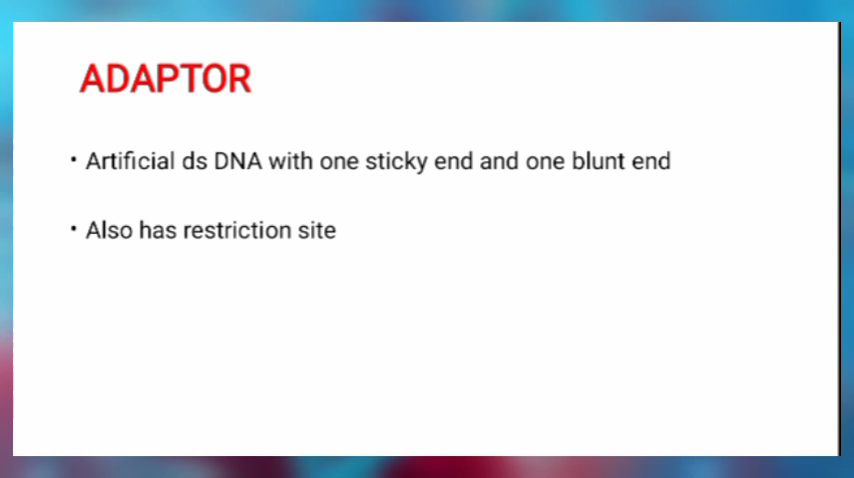 ADAPTOR
• Artificial ds DNA with one sticky end and one blunt end
• Also has restriction site